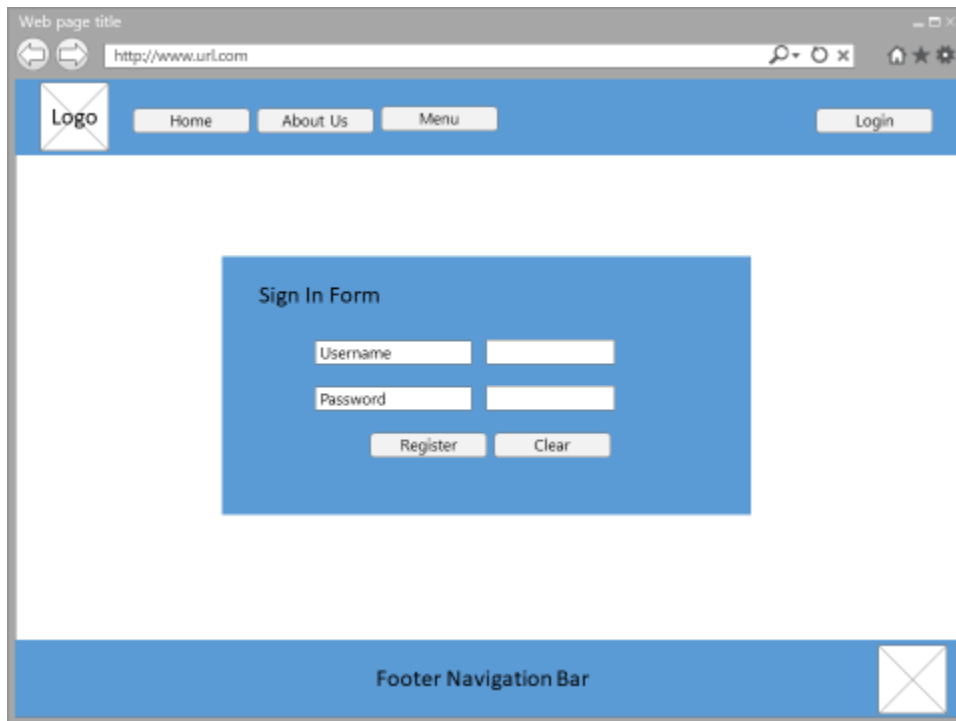 Web page title
http://www.url.com
Logo
Home
About Us
Menu
Login
Sign In Form
Username
Password
Register
Clear
Footer Navigation Bar